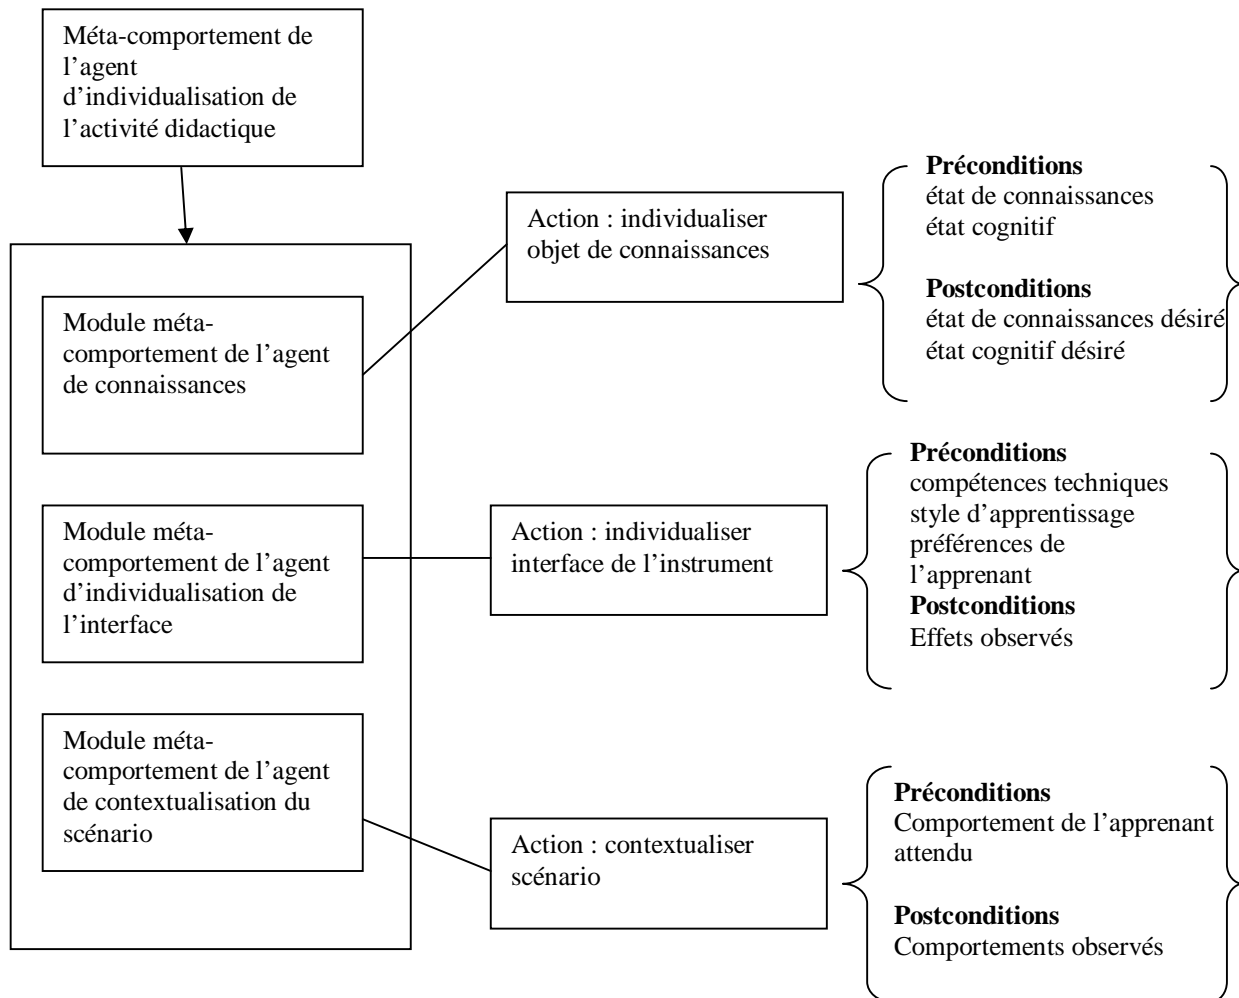 Méta-comportement de
l’agent
d’individualisation de
l’activité didactique
Module méta-
comportement de l’agent
de connaissances
Action : individualiser
objet de connaissances
Préconditions
état de connaissances
état cognitif
Postconditions
état de connaissances désiré
état cognitif désiré
Module méta-
comportement de l’agent
d’individualisation de
l’interface
Action : individualiser
interface de l’instrument
Préconditions
compétences techniques
style d’apprentissage
préférences de
l’apprenant
Postconditions
Effets observés
Module méta-
comportement de l’agent
de contextualisation du
scénario
Action : contextualiser
scénario
Préconditions
Comportement de l’apprenant
attendu
Postconditions
Comportements observés